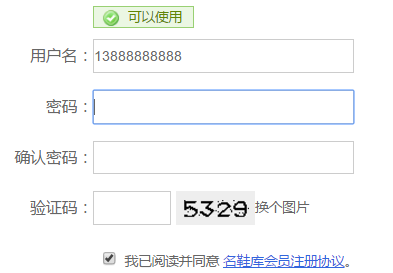 可以使用
用户名：13888888888
密码：
确认密码：
验证码： 5329 换个图片
我已阅读并同意 名鞋库会员注册协议。